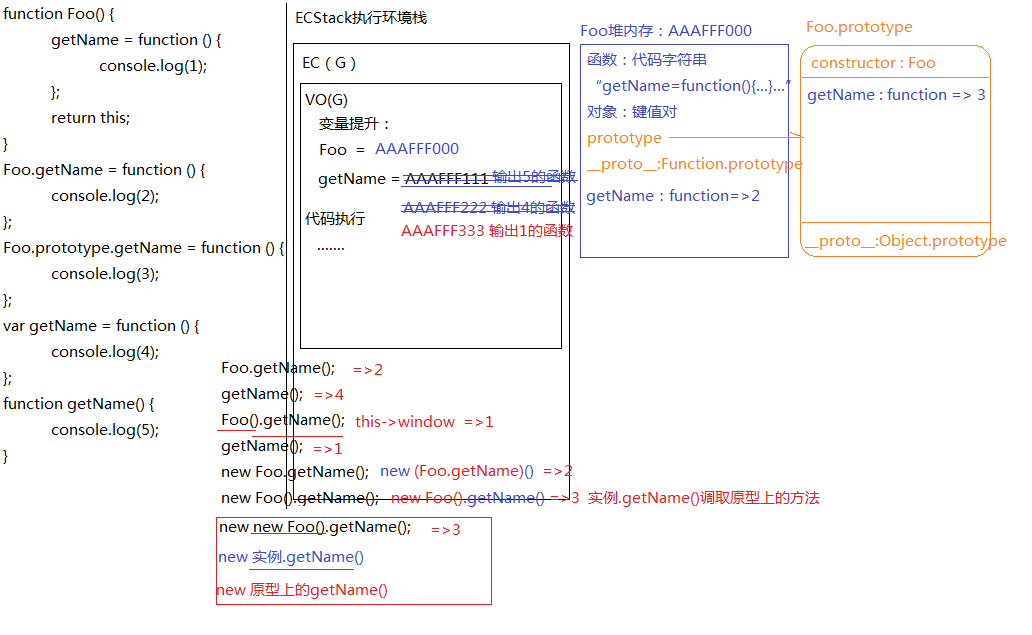 function Foo() {
getName = function () {
console.log(1);
};
return this;
}
Foo.getName = function () {
console.log(2);
};
Foo.prototype.getName = function () {
console.log(3);
};
var getName = function () {
console.log(4);
};
function getName() {
console.log(5);
}
ECStack执行环境栈
EC ( G )
VO(G)
变量提升：
Foo = AAAFFF000
getName = AAAFFF111 输出5的函数
AAAFFF222 输出4的函数
代码执行
AAAFFF333 输出1的函数
.......
Foo堆内存：AAAFFF000
函数：代码字符串
“getName=function(){...}...”
对象：键值对
prototype
__proto__:Function.prototype
getName : function=>2
Foo.prototype
constructor : Foo
getName : function => 3
__proto__:Object.prototype
Foo.getName(); =>2
getName(); =>4
Foo().getName(); this->window =>1
getName(); =>1
new Foo.getName(); new (Foo.getName)() =>2
new Foo().getName(); new Foo().getName() =>3 实例.getName()调取原型上的方法
new new Foo().getName(); =>3
new 实例.getName()
new 原型上的getName()